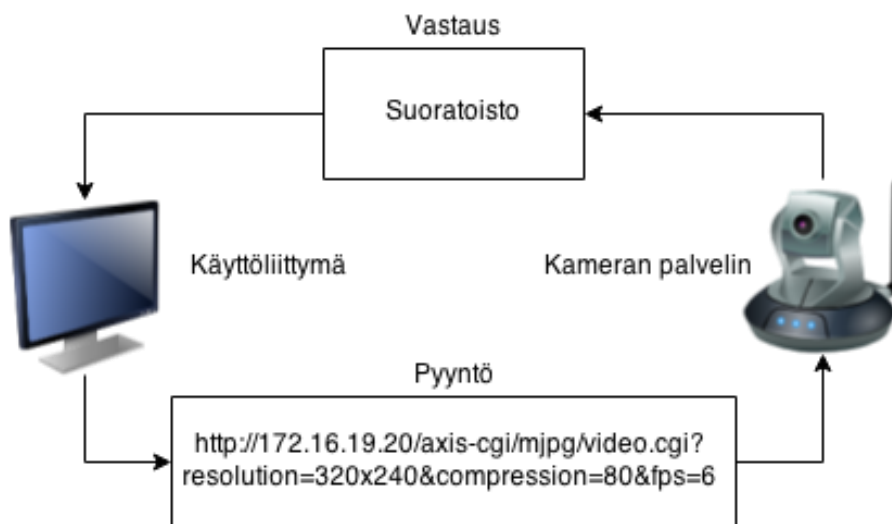 Vastaus
Suoratoisto
Käyttöliittymä
Kameran palvelin
Pyyntö
http://172.16.19.20/axis-cgi/mjpg/video.cgi?
resolution=320x240&compression=80&fps=6